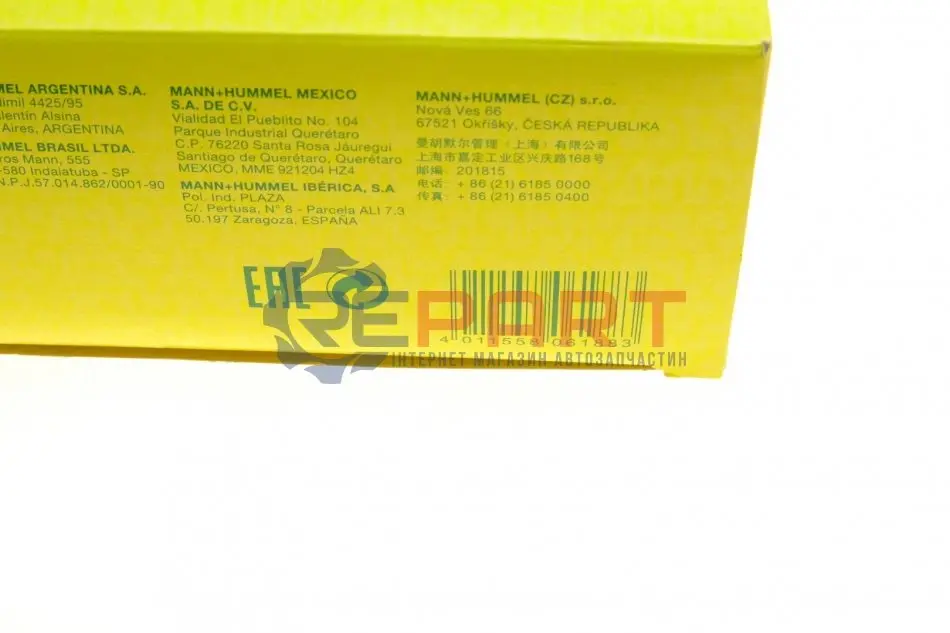 MEL ARGENTINA S.A.
imil 4425/95
lentin Alsina
Aires, ARGENTINA
MMEL BRASIL LTDA.
ros Mann, 555
-580 Indaiatuba - SP
N.P.J.57.014.862/0001-90
MANN+HUMMEL MEXICO
S.A. DE C.V.
Vialidad El Pueblito No. 104
Parque Industrial Querétaro
C.P. 76220 Santa Rosa Jáuregui
Santiago de Querétaro, Querétaro
MEXICO, MME 921204 HZ4
MANN+HUMMEL IBÉRICA, S.A
Pol. Ind. PLAZA
C/. Pertusa, N° 8 - Parcela ALI 7.3
50.197 Zaragoza, ESPAÑA
MANN+HUMMEL (CZ) s.r.o.
Nová Ves 66
67521 Okříšky, ČESKÁ REPUBLIKA
曼胡默尔管理（上海）有限公司
上海市嘉定工业区兴庆路168号
邮编: 201815
电话: + 86 (21) 6185 0000
传真: + 86 (21) 6185 0400
EAC
REPART
ІНТЕРНЕТ МАГАЗИН АВТОЗАПЧАСТИН
4 011558 061883